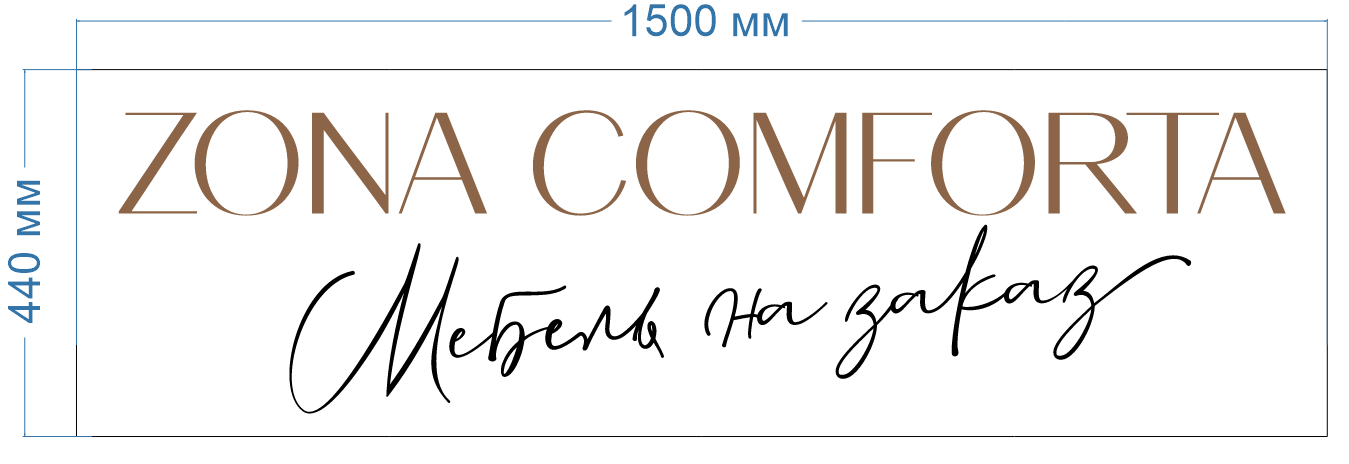 1500 мм
440 мм
ZONA COMFORTA
Мебель на заказ